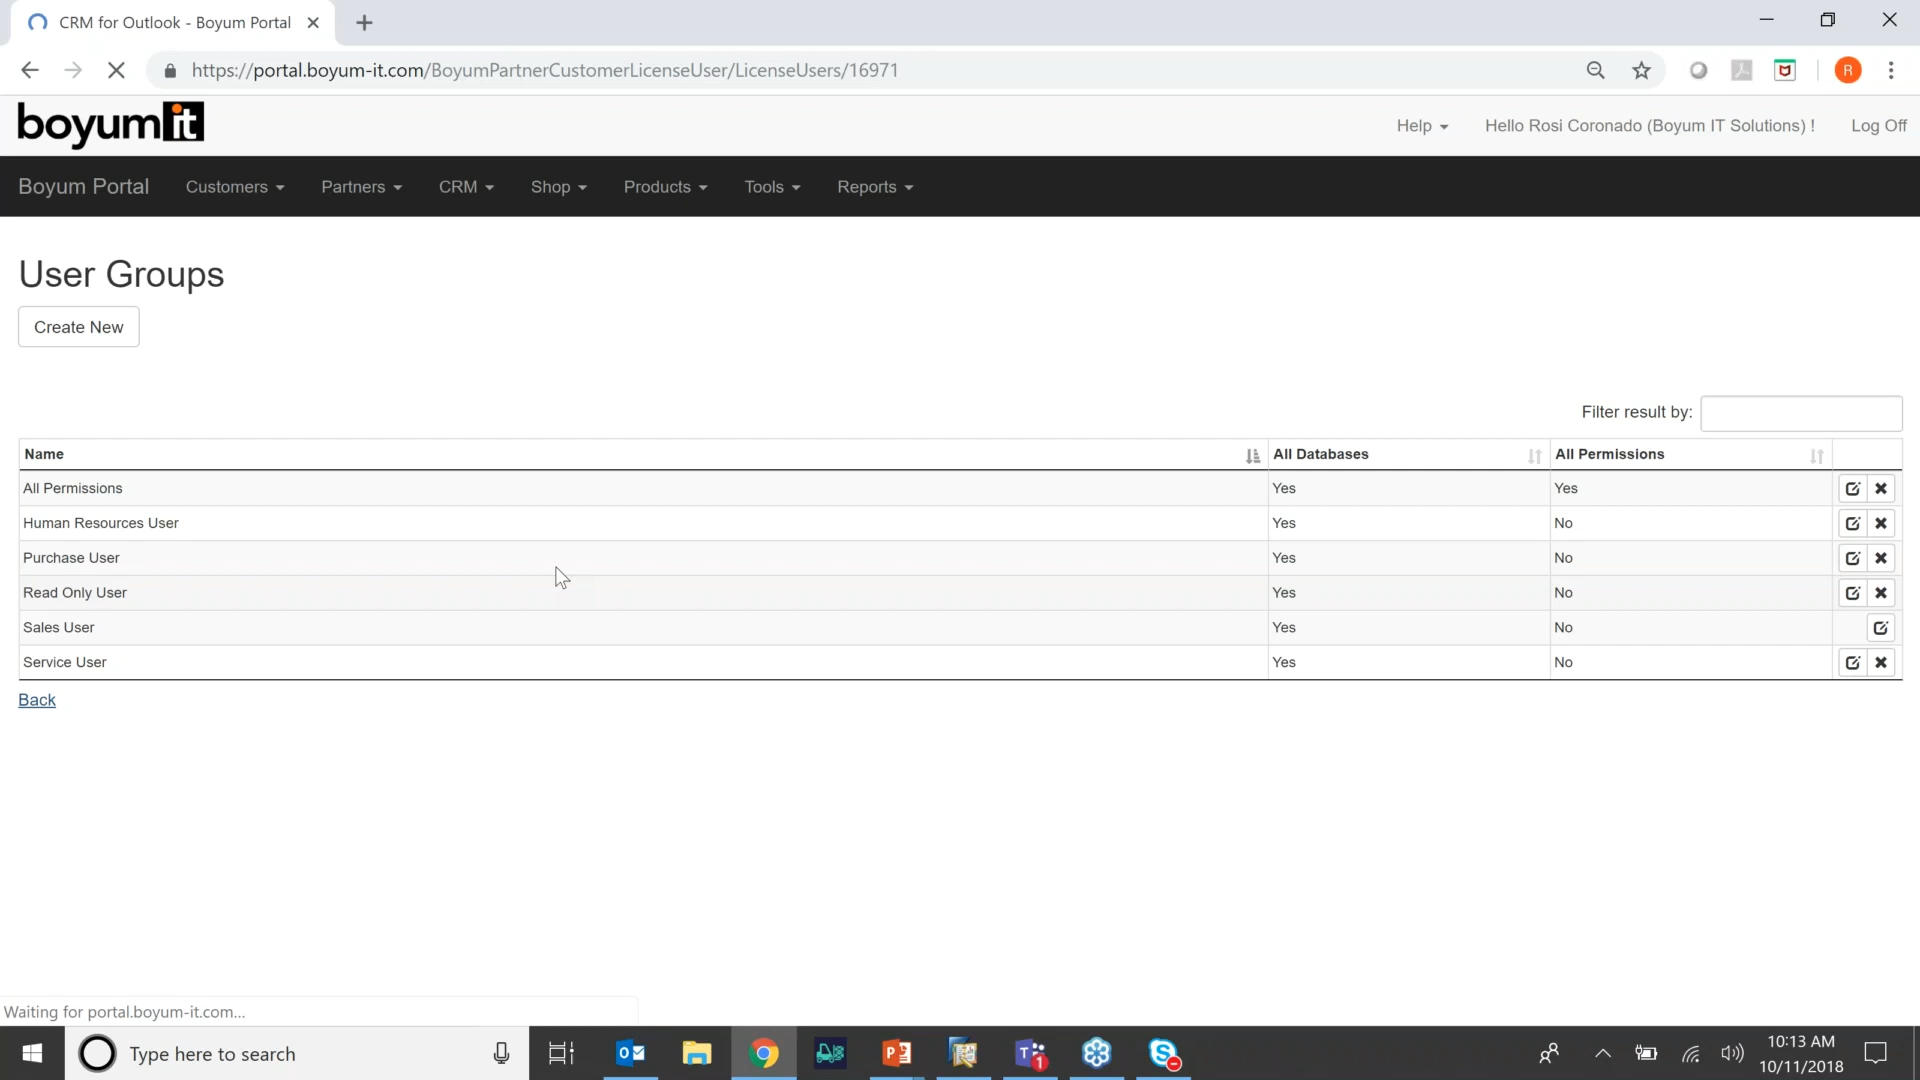 CRM for Outlook - Boyum Portal
https://portal.boyum-it.com/BoyumPartnerCustomerLicenseUser/LicenseUsers/16971
R
boyumit
Help
Hello Rosi Coronado (Boyum IT Solutions) !
Log Off
Boyum Portal
Customers
Partners
CRM
Shop
Products
Tools
Reports
User Groups
Create New
Filter result by:
Name All Databases All Permissions
All Permissions Yes Yes
Human Resources User Yes No
Purchase User Yes No
Read Only User Yes No
Sales User Yes No
Service User Yes No
Back
Waiting for portal.boyum-it.com...
Type here to search
10:13 AM
10/11/2018